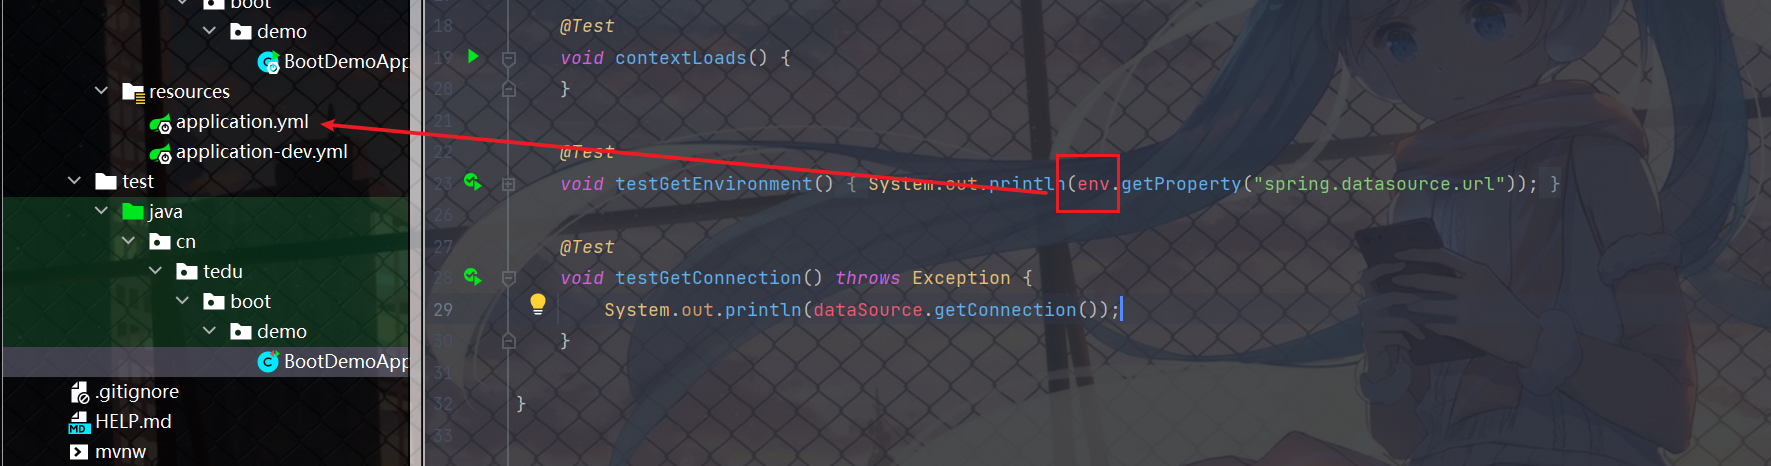 boot
demo
BootDemoApp
resources
application.yml
application-dev.yml
test
java
cn
tedu
boot
demo
BootDemoApp
.gitignore
MD HELP.md
mvnw
18 @Test
19 void contextLoads() {
20 }
21
22 @Test
23 void testGetEnvironment() { System.out.println(env.getProperty("spring.datasource.url")); }
26
27 @Test
28 void testGetConnection() throws Exception {
29 System.out.println(dataSource.getConnection());
30 }
31
32 }
33